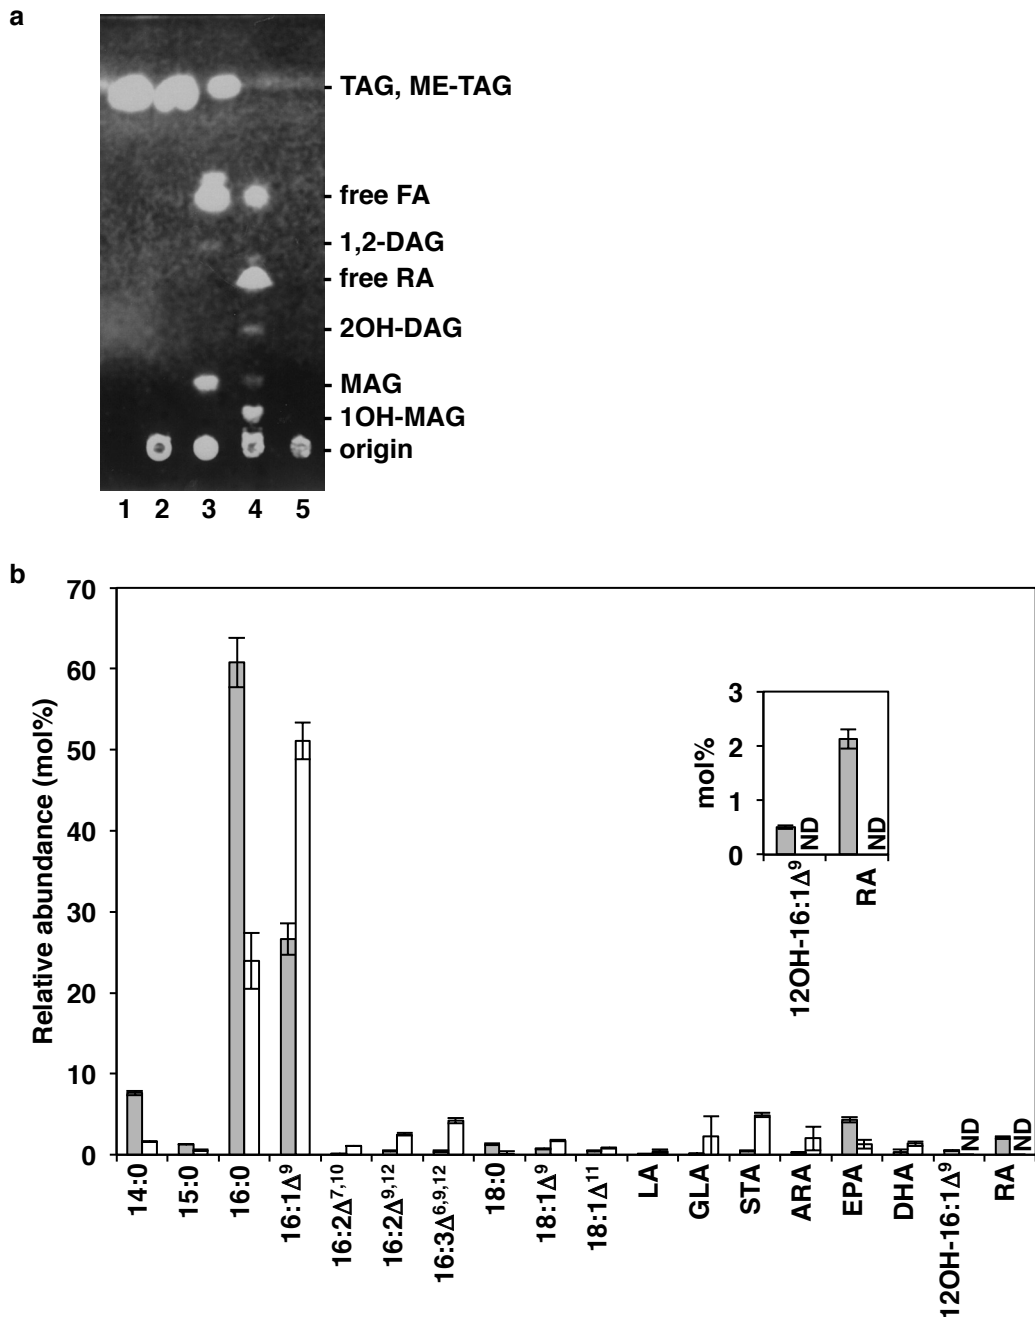 a
TAG, ME-TAG
free FA
1,2-DAG
free RA
2OH-DAG
MAG
1OH-MAG
origin
1 2 3 4 5
b
Relative abundance (mol%)
70
60
50
40
30
20
10
0
14:0
15:0
16:0
16:1Δ⁹
16:2Δ⁷,¹⁰
16:2Δ⁹,¹²
16:3Δ⁶,⁹,¹²
18:0
18:1Δ⁹
18:1Δ¹¹
LA
GLA
STA
ARA
EPA
DHA
12OH-16:1Δ⁹
RA
ND
ND
mol%
3
2
1
0
ND
ND
12OH-16:1Δ⁹
RA